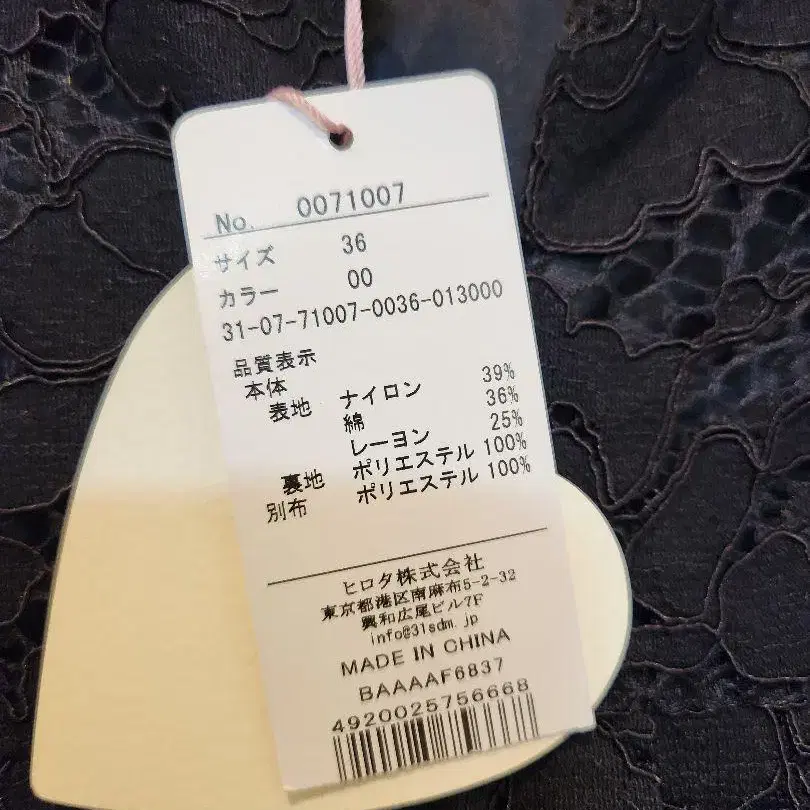 No. 0071007
サイズ 36
カラー 00
31-07-71007-0036-013000
品質表示
本体
表地 ナイロン 39%
綿 36%
レーヨン 25%
裏地 ポリエステル 100%
別布 ポリエステル 100%
ヒロタ株式会社
東京都港区南麻布5-2-32
興和広尾ビル7F
info@31sdm.jp
MADE IN CHINA
BAAAAF6837
4920025756668